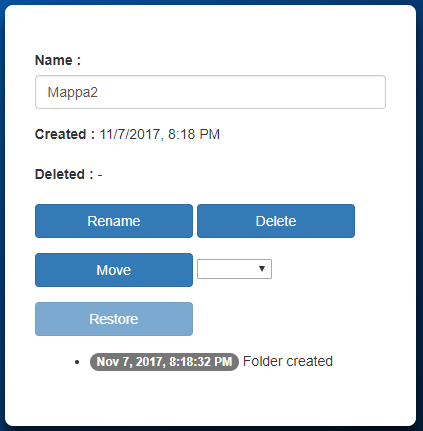 Name :
Mappa2
Created : 11/7/2017, 8:18 PM
Deleted : -
Rename Delete
Move
Restore
Nov 7, 2017, 8:18:32 PM Folder created